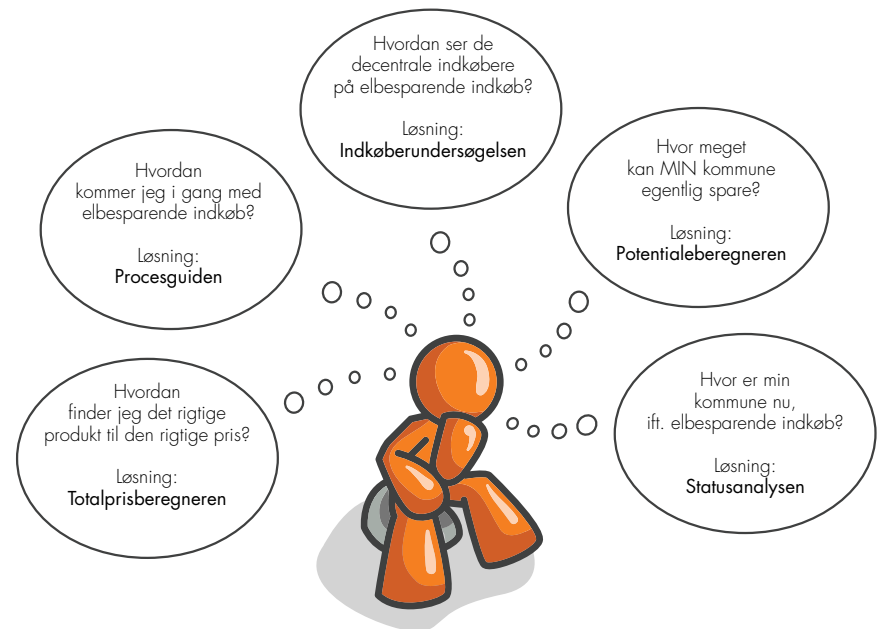 Hvordan ser de
decentrale indkøbere
på elbesparende indkøb?
Løsning:
Indkøberundersøgelsen
Hvordan
kommer jeg i gang med
elbesparende indkøb?
Løsning:
Procesguiden
Hvor meget
kan MIN kommune
egentlig spare?
Løsning:
Potentialeberegneren
Hvordan
finder jeg det rigtige
produkt til den rigtige pris?
Løsning:
Totalprisberegneren
Hvor er min
kommune nu,
ift. elbesparende indkøb?
Løsning:
Statusanalysen